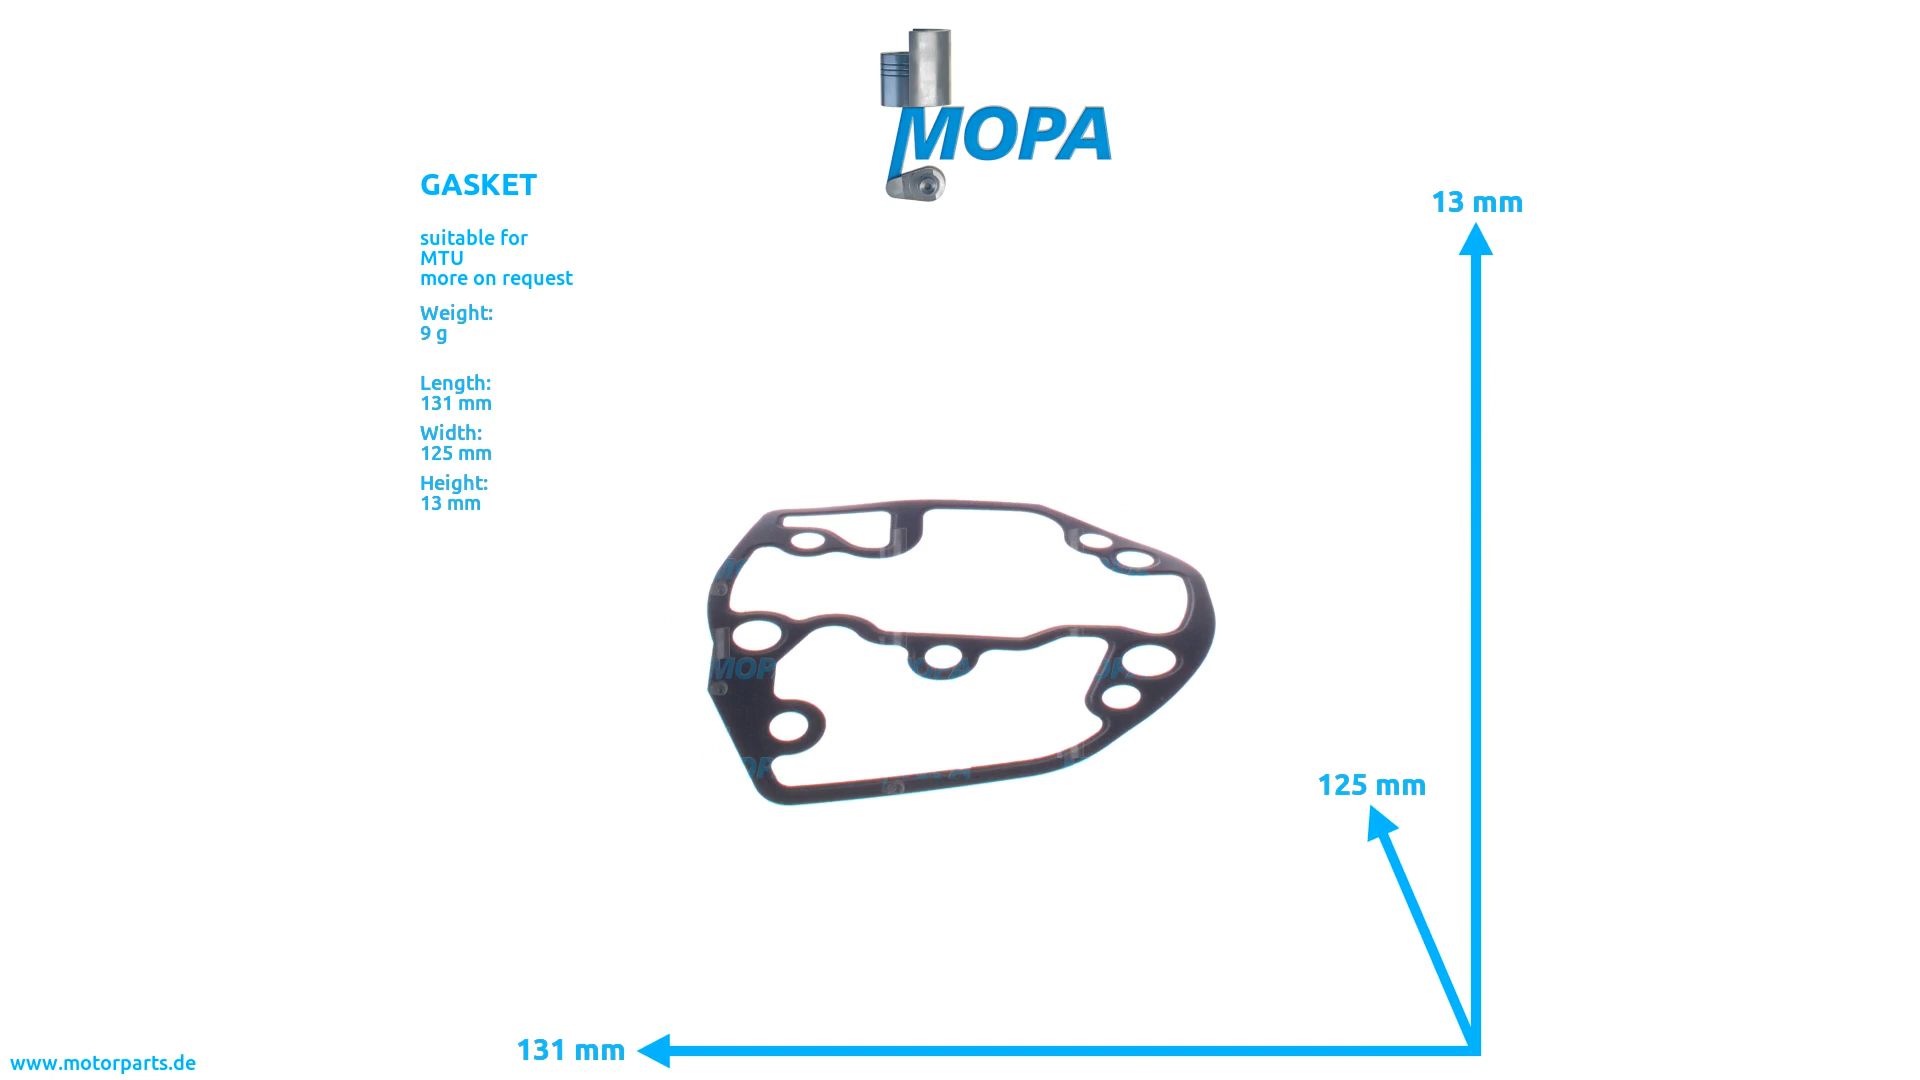 MOPA
GASKET
suitable for
MTU
more on request
Weight:
9 g
Length:
131 mm
Width:
125 mm
Height:
13 mm
13 mm
125 mm
131 mm
MOPA
www.motorparts.de